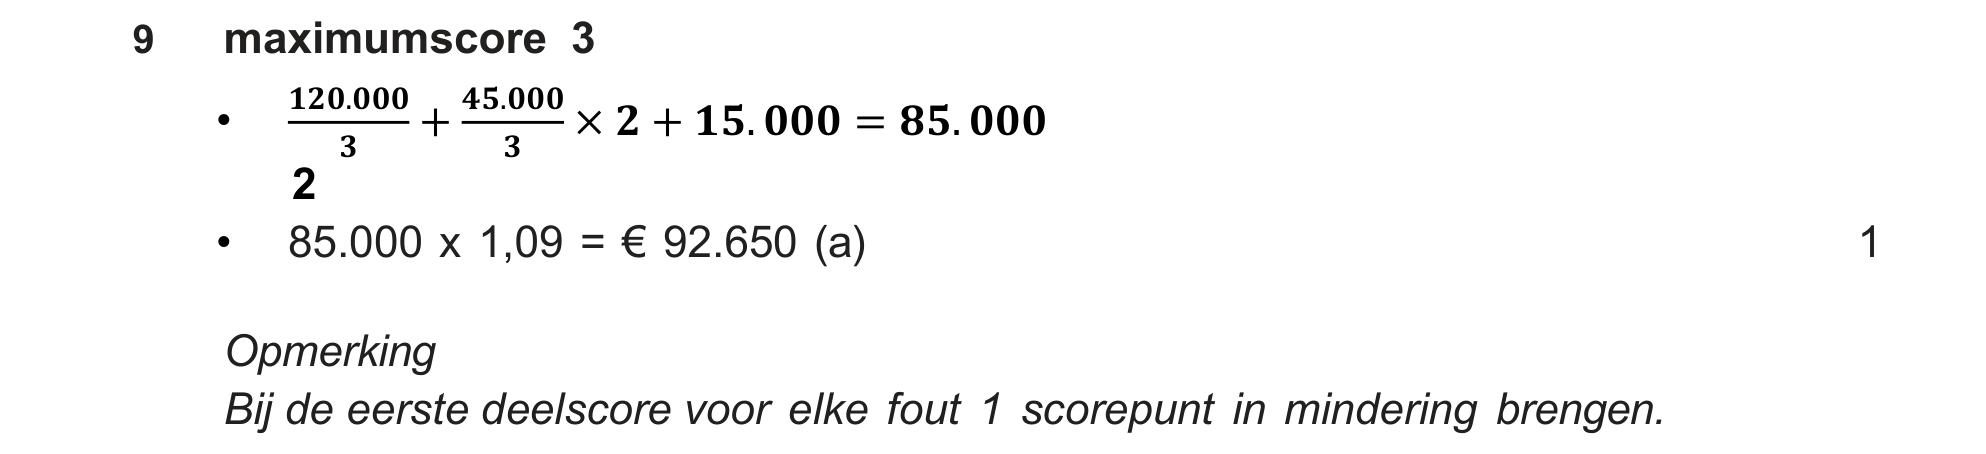 9 maximumscore 3
• 120.000/3 + 45.000/3 × 2 + 15.000 = 85.000
2
• 85.000 x 1,09 = € 92.650 (a) 1
Opmerking
Bij de eerste deelscore voor elke fout 1 scorepunt in mindering brengen.